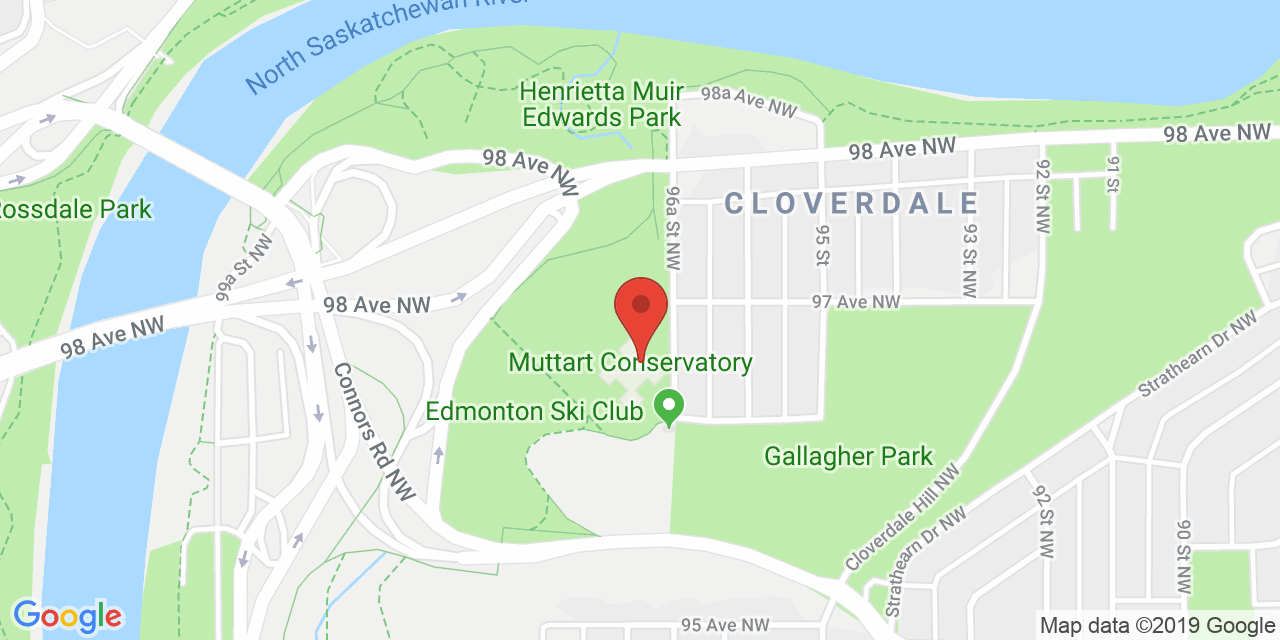 North Saskatchewan River
Henrietta Muir
Edwards Park
98a Ave NW
98 Ave NW
98 Ave NW
98 Ave NW
91 St
92 St NW
Rossdale Park
CLOVERDALE
96a St NW
95 St
93 St NW
99a St NW
98 Ave NW
97 Ave NW
98 Ave NW
Strathearn Dr NW
Muttart Conservatory
Connors Rd NW
Edmonton Ski Club
Gallagher Park
Cloverdale Hill NW
92 St NW
90 St NW
Strathearn Dr NW
Google
95 Ave NW
Map data ©2019 Google